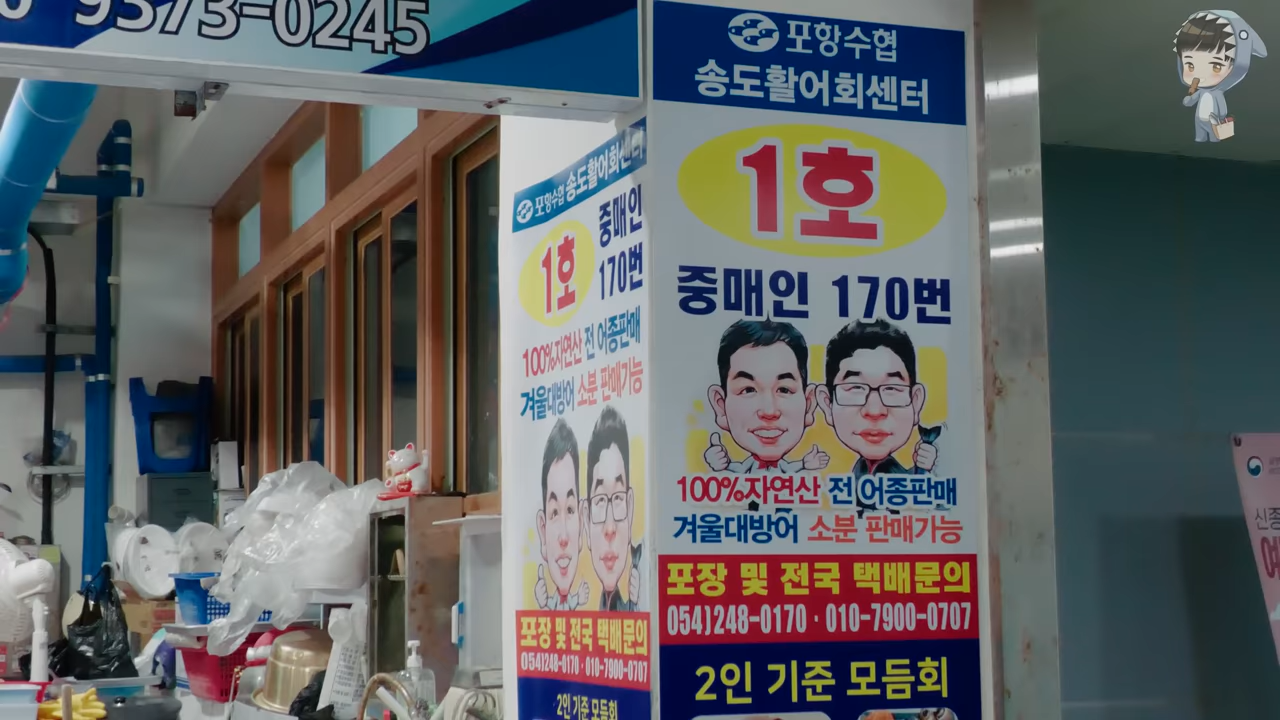 9373-0245
포항수협
송도활어회센터
1호
중매인 170번
100%자연산 전 어종판매
겨울대방어 소분 판매가능
포장 및 전국 택배문의
054)248-0170 · 010-7900-0707
2인 기준 모듬회
포항수협 송도활어회센터
1호
중매인
170번
100%자연산 전 어종판매
겨울대방어 소분 판매가능
포장 및 전국 택배문의
054)248-0170 · 010-7900-0707
2인 기준 모듬회